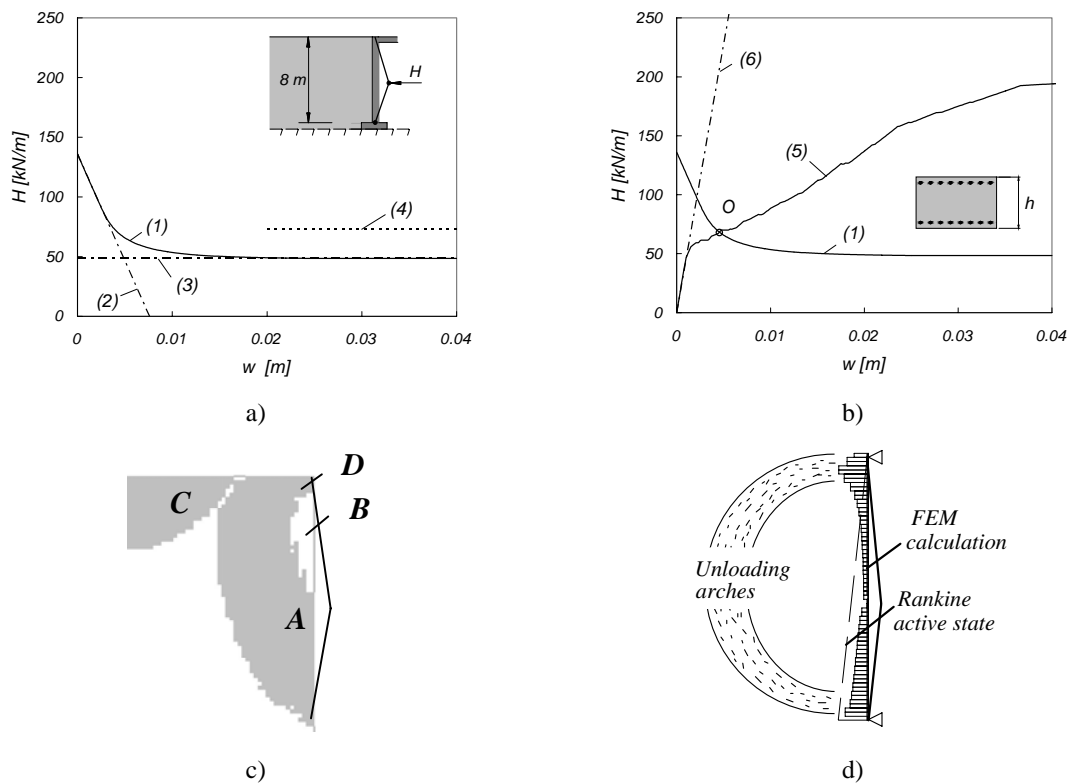 250
200
150
100
50
0
H [kN/m]
8 m
H
(1)
(2)
(3)
(4)
0 0.01 0.02 0.03 0.04
w [m]
a)
250
200
150
100
50
0
H [kN/m]
(6)
(5)
O
(1)
h
0 0.01 0.02 0.03 0.04
w [m]
b)
D
C
B
A
c)
FEM
calculation
Unloading
arches
Rankine
active state
d)